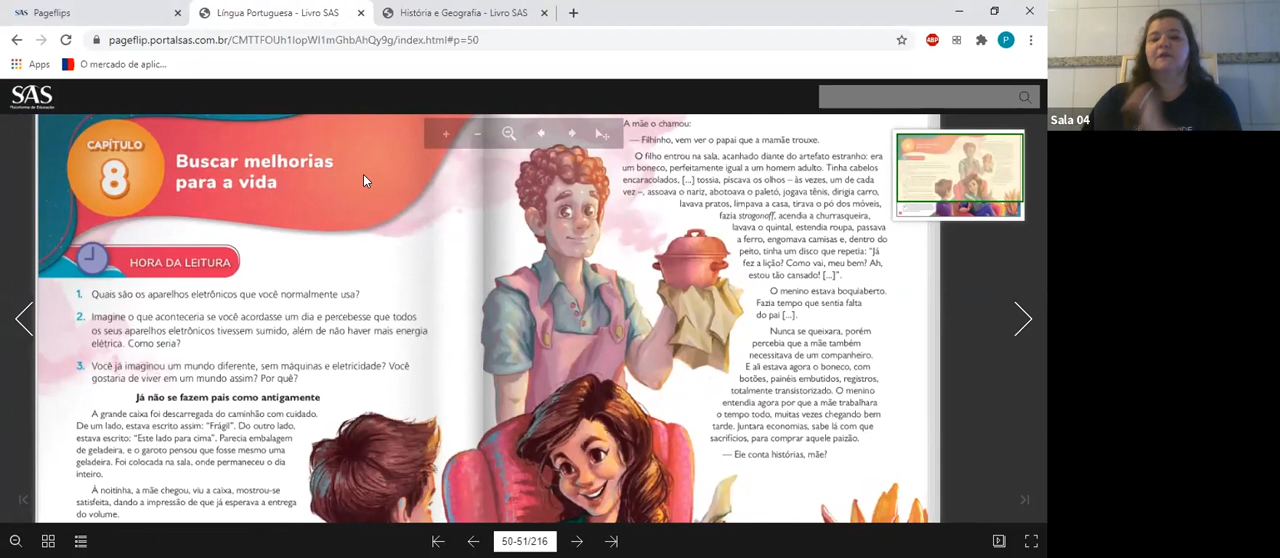 SAS Pageflips
Língua Portuguesa - Livro SAS
História e Geografia - Livro SAS
pageflip.portalsas.com.br/CMTTFOUh1IopWI1mGhbAhQy9g/index.html#p=50
ABP
P
Apps
O mercado de aplic...
SAS
Plataforma de Educação
CAPÍTULO
8
Buscar melhorias
para a vida
HORA DA LEITURA
1. Quais são os aparelhos eletrônicos que você normalmente usa?
2. Imagine o que aconteceria se você acordasse um dia e percebesse que todos
os seus aparelhos eletrônicos tivessem sumido, além de não haver mais energia
elétrica. Como seria?
3. Você já imaginou um mundo diferente, sem máquinas e eletricidade? Você
gostaria de viver em um mundo assim? Por quê?
Já não se fazem pais como antigamente
A grande caixa foi descarregada do caminhão com cuidado.
De um lado, estava escrito assim: “Frágil”. Do outro lado,
estava escrito: “Este lado para cima”. Parecia embalagem
de geladeira, e o garoto pensou que fosse mesmo uma
geladeira. Foi colocada na sala, onde permaneceu o dia
inteiro.
À noitinha, a mãe chegou, viu a caixa, mostrou-se
satisfeita, dando a impressão de que já esperava a entrega
do volume.
A mãe o chamou:
— Filhinho, vem ver o papai que a mamãe trouxe.
O filho entrou na sala, acanhado diante do artefato estranho: era
um boneco, perfeitamente igual a um homem adulto. Tinha cabelos
encaracolados, [...] tossia, piscava os olhos – às vezes, um de cada
vez –, assoava o nariz, abotoava o paletó, jogava tênis, dirigia carro,
lavava pratos, limpava a casa, tirava o pó dos móveis,
fazia strogonoff, acendia a churrasqueira,
lavava o quintal, estendia roupa, passava
a ferro, engomava camisas e, dentro do
peito, tinha um disco que repetia: “Já
fez a lição? Como vai, meu bem? Ah,
estou tão cansado! [...]”.
O menino estava boquiaberto.
Fazia tempo que sentia falta
do pai [...].
Nunca se queixara, porém
percebia que a mãe também
necessitava de um companheiro.
E ali estava agora o boneco, com
botões, painéis embutidos, registros,
totalmente transistorizado. O menino
entendia agora por que a mãe trabalhara
o tempo todo, muitas vezes chegando bem
tarde. Juntara economias, sabe lá com que
sacrifícios, para comprar aquele paizão.
— Ele conta histórias, mãe?
50-51/216
Sala 04